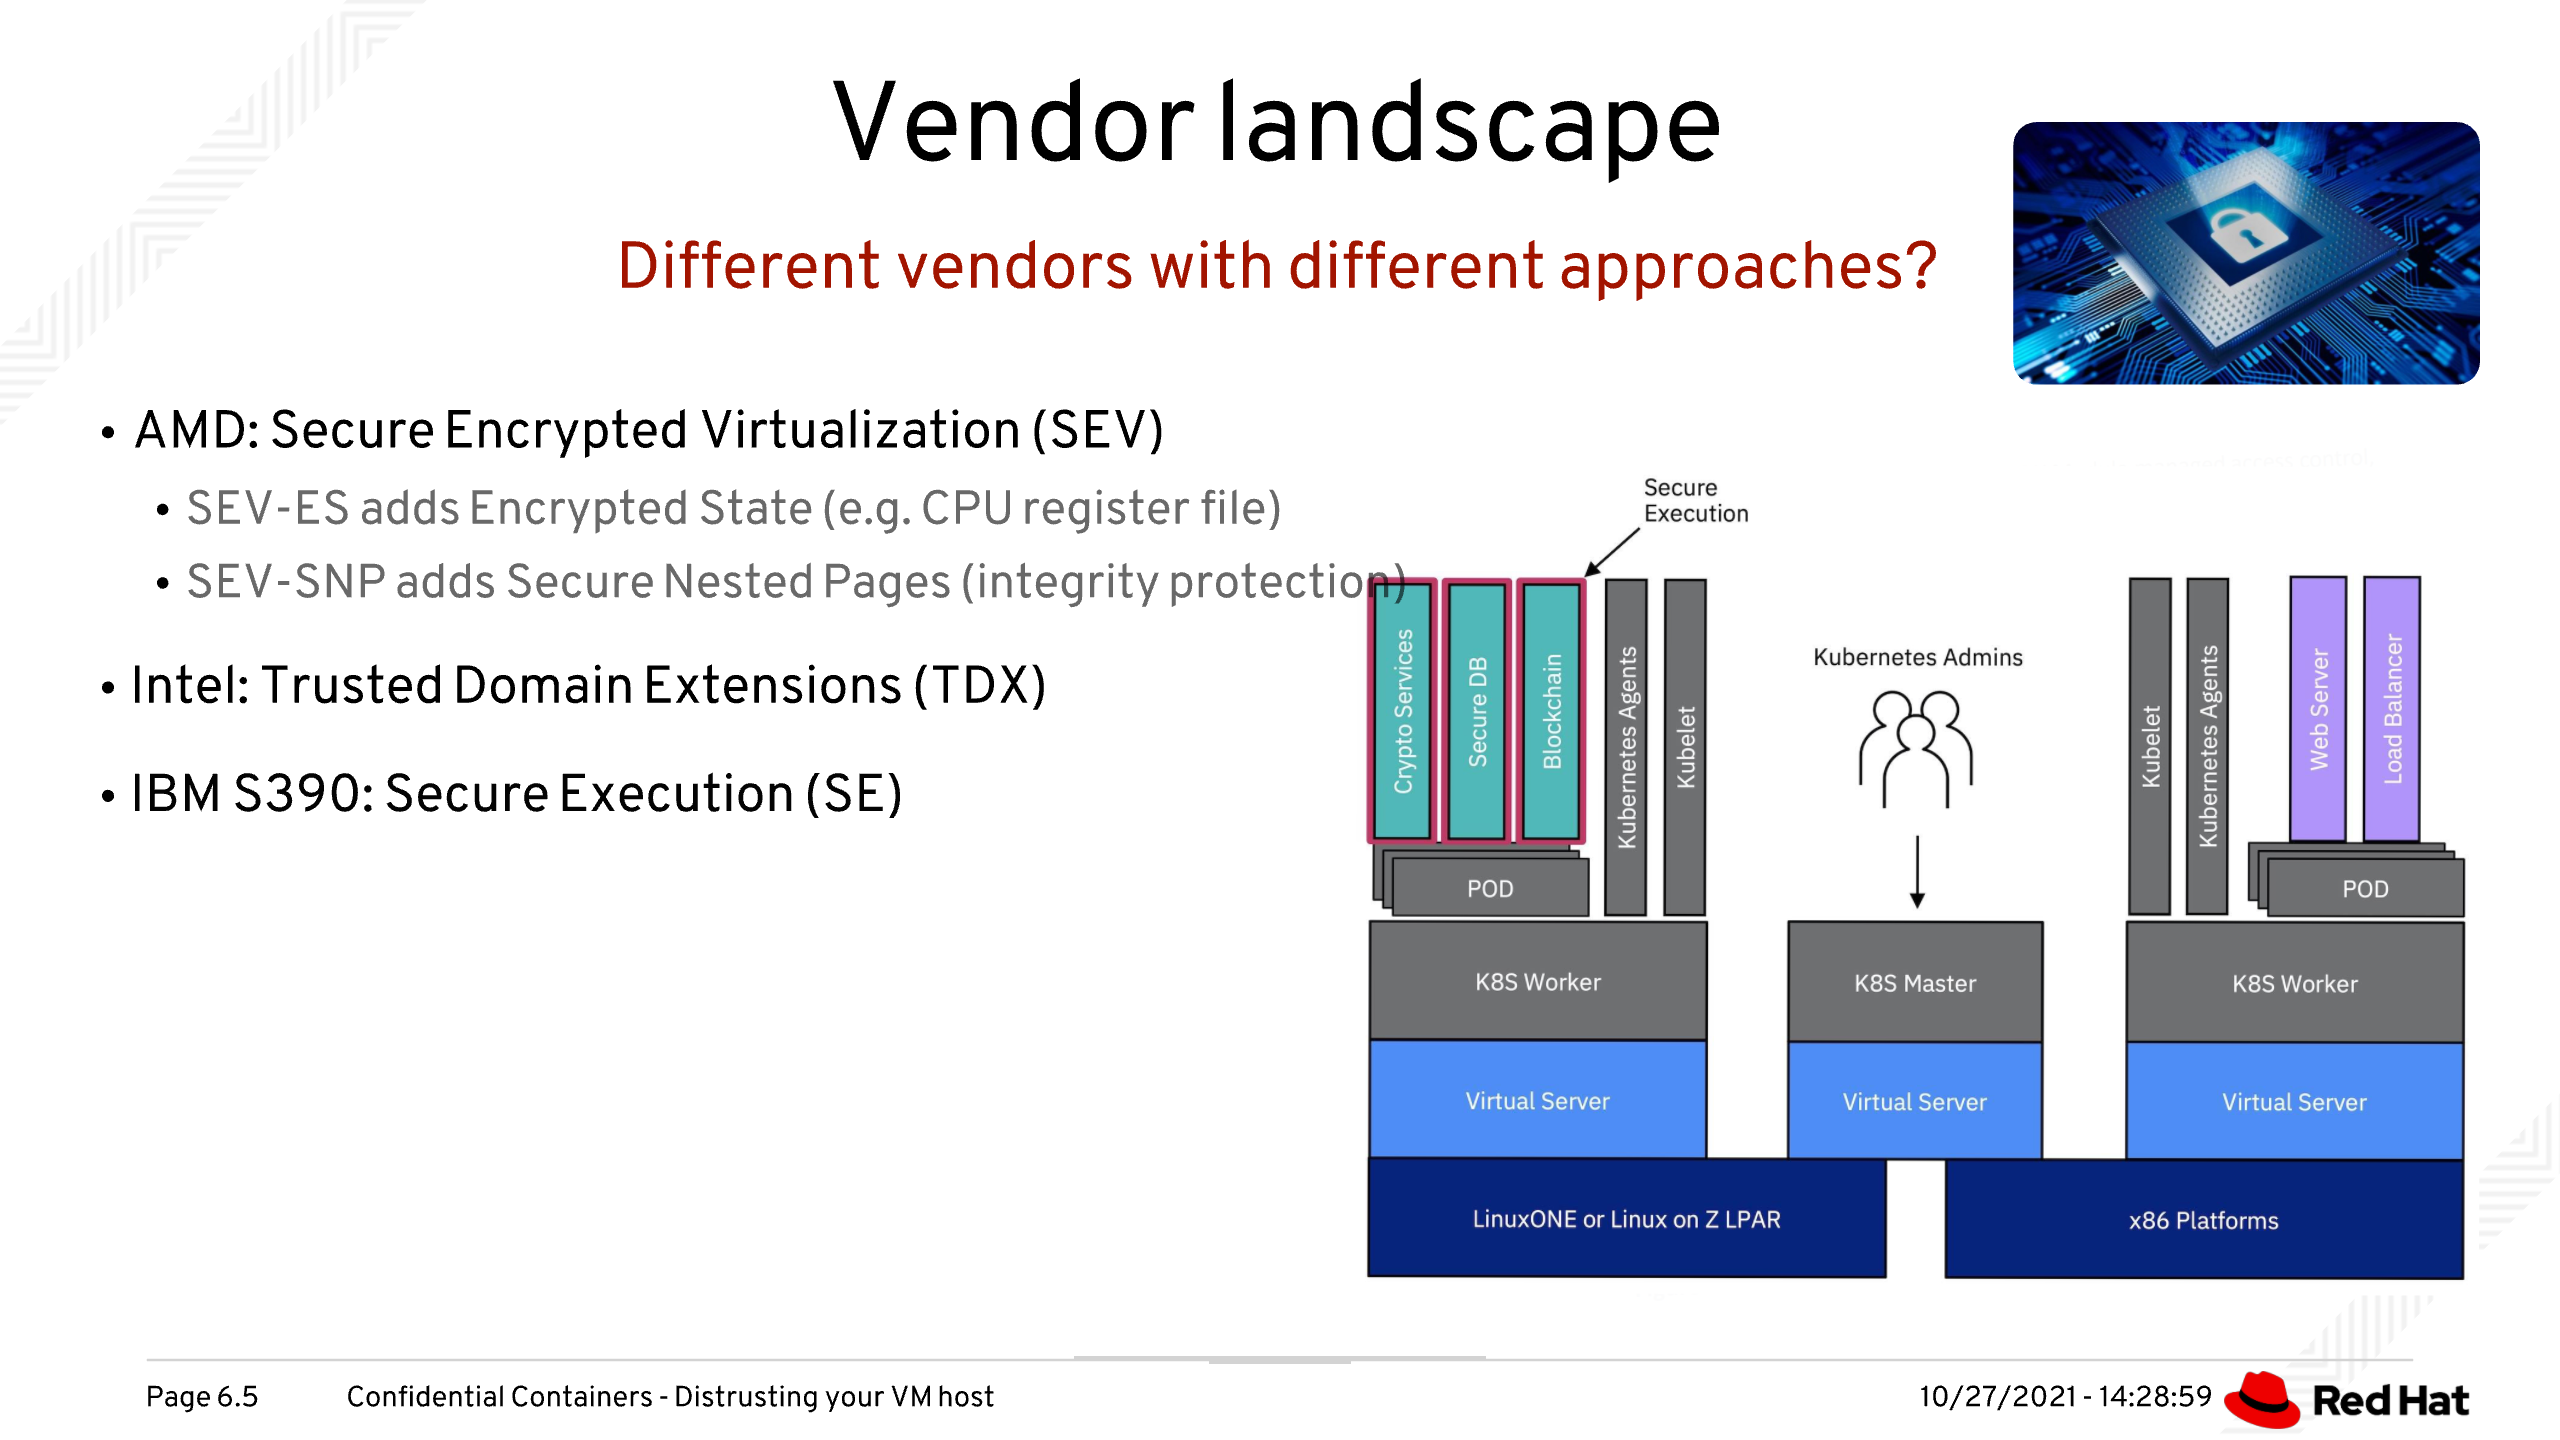 Vendor landscape
Different vendors with different approaches?
• AMD: Secure Encrypted Virtualization (SEV)
• SEV-ES adds Encrypted State (e.g. CPU register file)
• SEV-SNP adds Secure Nested Pages (integrity protection)
• Intel: Trusted Domain Extensions (TDX)
• IBM S390: Secure Execution (SE)
Secure
Execution
Crypto Services
Secure DB
Blockchain
Kubernetes Agents
Kubelet
Kubernetes Admins
Kubelet
Kubernetes Agents
Web Server
Load Balancer
POD
POD
K8S Worker
K8S Master
K8S Worker
Virtual Server
Virtual Server
Virtual Server
LinuxONE or Linux on Z LPAR
x86 Platforms
Page 6.5
Confidential Containers - Distrusting your VM host
10/27/2021 - 14:28:59
Red Hat